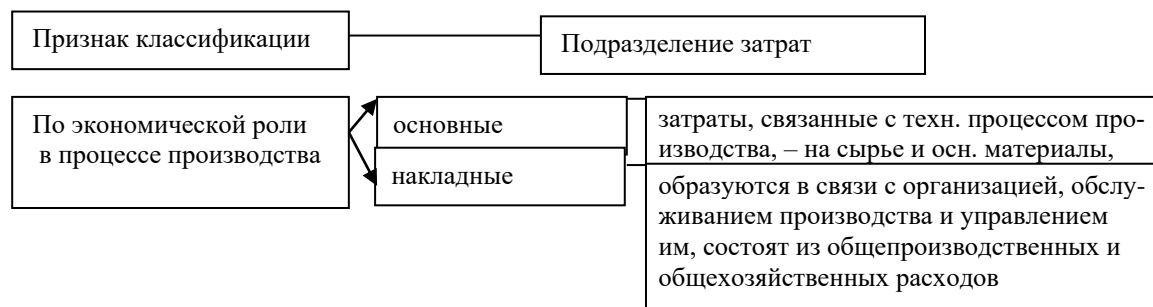 Признак классификации
Подразделение затрат
По экономической роли
в процессе производства
основные
накладные
затраты, связанные с техн. процессом про-
изводства, – на сырье и осн. материалы,
образуются в связи с организацией, обслу-
живанием производства и управлением
им, состоят из общепроизводственных и
общехозяйственных расходов